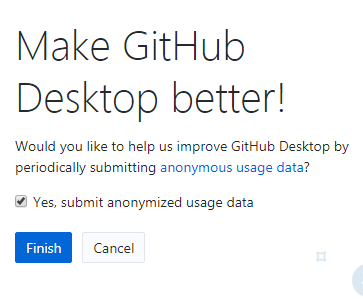 Make GitHub
Desktop better!
Would you like to help us improve GitHub Desktop by
periodically submitting anonymous usage data?
Yes, submit anonymized usage data
Finish
Cancel